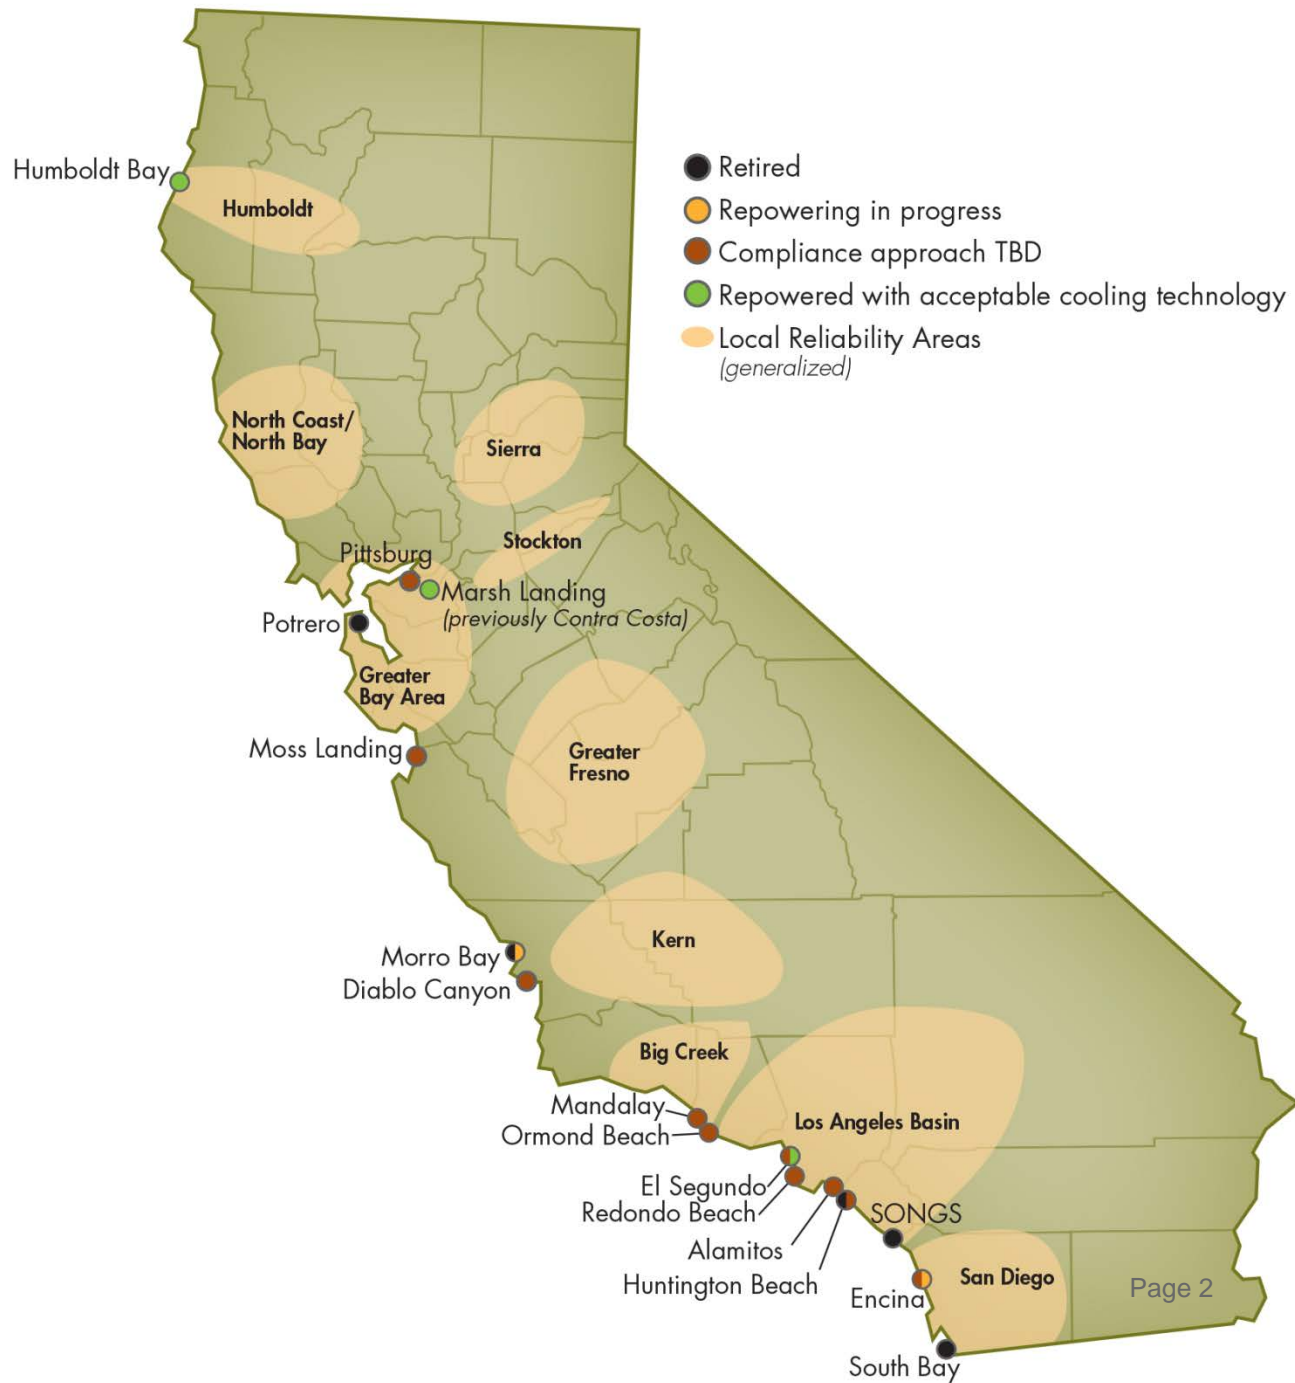 Humboldt Bay
Humboldt
Retired
Repowering in progress
Compliance approach TBD
Repowered with acceptable cooling technology
Local Reliability Areas
(generalized)
North Coast/
North Bay
Sierra
Stockton
Pittsburg
Marsh Landing
(previously Contra Costa)
Potrero
Greater
Bay Area
Moss Landing
Greater
Fresno
Kern
Morro Bay
Diablo Canyon
Big Creek
Mandalay
Ormond Beach
Los Angeles Basin
El Segundo
Redondo Beach
SONGS
Alamitos
Huntington Beach
Encina
San Diego
Page 2
South Bay